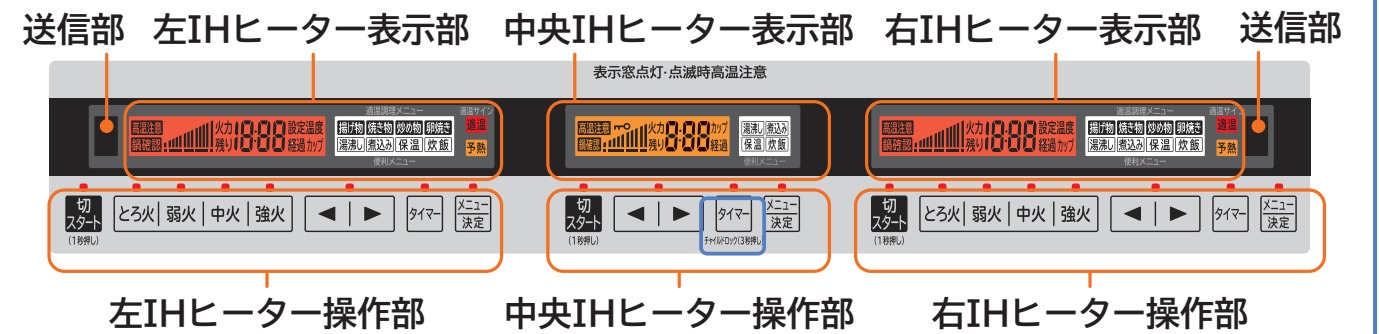 送信部 左IHヒーター表示部 中央IHヒーター表示部 右IHヒーター表示部 送信部
表示窓点灯・点滅時高温注意
適温調理メニュー 適温サイン
高温注意 火力 18:88 設定温度 揚げ物 焼き物 炒め物 卵焼き 適温
鍋確認 残り 経過 カップ 湯沸し 煮込み 保温 炊飯 予熱
便利メニュー
高温注意 火力 8:88 カップ 湯沸し 煮込み
鍋確認 残り 経過 保温 炊飯
便利メニュー
適温調理メニュー 適温サイン
高温注意 火力 18:88 設定温度 揚げ物 焼き物 炒め物 卵焼き 適温
鍋確認 残り 経過 カップ 湯沸し 煮込み 保温 炊飯 予熱
便利メニュー
切 スタート (1秒押し) とろ火 弱火 中火 強火 ◀ ▶ タイマー メニュー 決定
切 スタート (1秒押し) ◀ ▶ タイマー チャイルドロック(3秒押し) メニュー 決定
切 スタート (1秒押し) とろ火 弱火 中火 強火 ◀ ▶ タイマー メニュー 決定
左IHヒーター操作部 中央IHヒーター操作部 右IHヒーター操作部